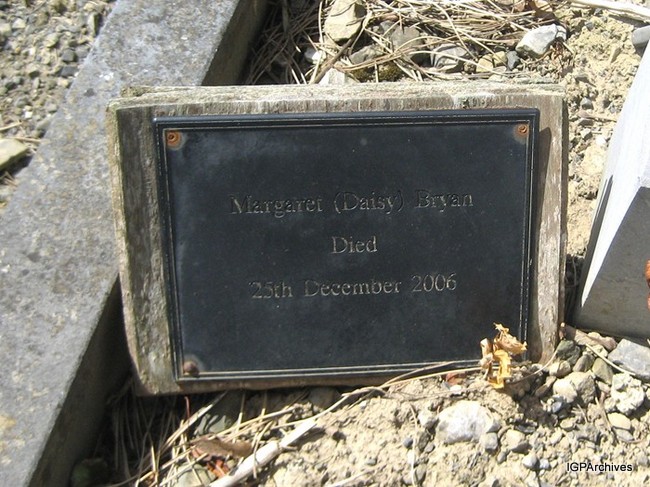 Margaret (Daisy) Bryan
Died
25th December 2006
IGPArchives